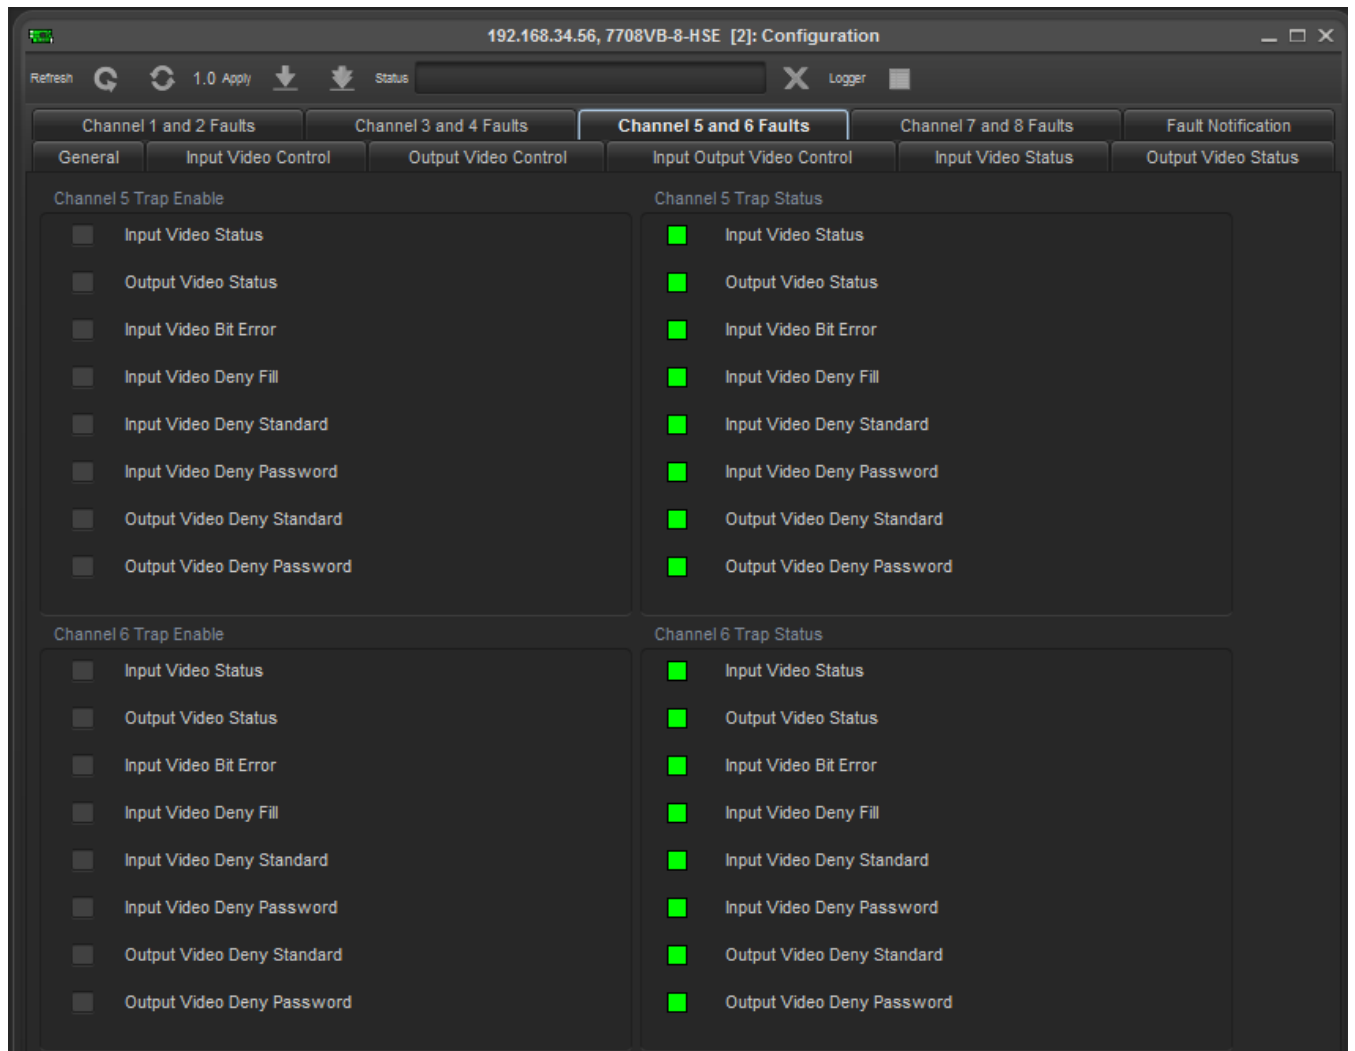 192.168.34.56, 7708VB-8-HSE [2]: Configuration
Refresh 1.0 Apply Status Logger
Channel 1 and 2 Faults Channel 3 and 4 Faults Channel 5 and 6 Faults Channel 7 and 8 Faults Fault Notification
General Input Video Control Output Video Control Input Output Video Control Input Video Status Output Video Status
Channel 5 Trap Enable
Input Video Status
Output Video Status
Input Video Bit Error
Input Video Deny Fill
Input Video Deny Standard
Input Video Deny Password
Output Video Deny Standard
Output Video Deny Password
Channel 5 Trap Status
Input Video Status
Output Video Status
Input Video Bit Error
Input Video Deny Fill
Input Video Deny Standard
Input Video Deny Password
Output Video Deny Standard
Output Video Deny Password
Channel 6 Trap Enable
Input Video Status
Output Video Status
Input Video Bit Error
Input Video Deny Fill
Input Video Deny Standard
Input Video Deny Password
Output Video Deny Standard
Output Video Deny Password
Channel 6 Trap Status
Input Video Status
Output Video Status
Input Video Bit Error
Input Video Deny Fill
Input Video Deny Standard
Input Video Deny Password
Output Video Deny Standard
Output Video Deny Password